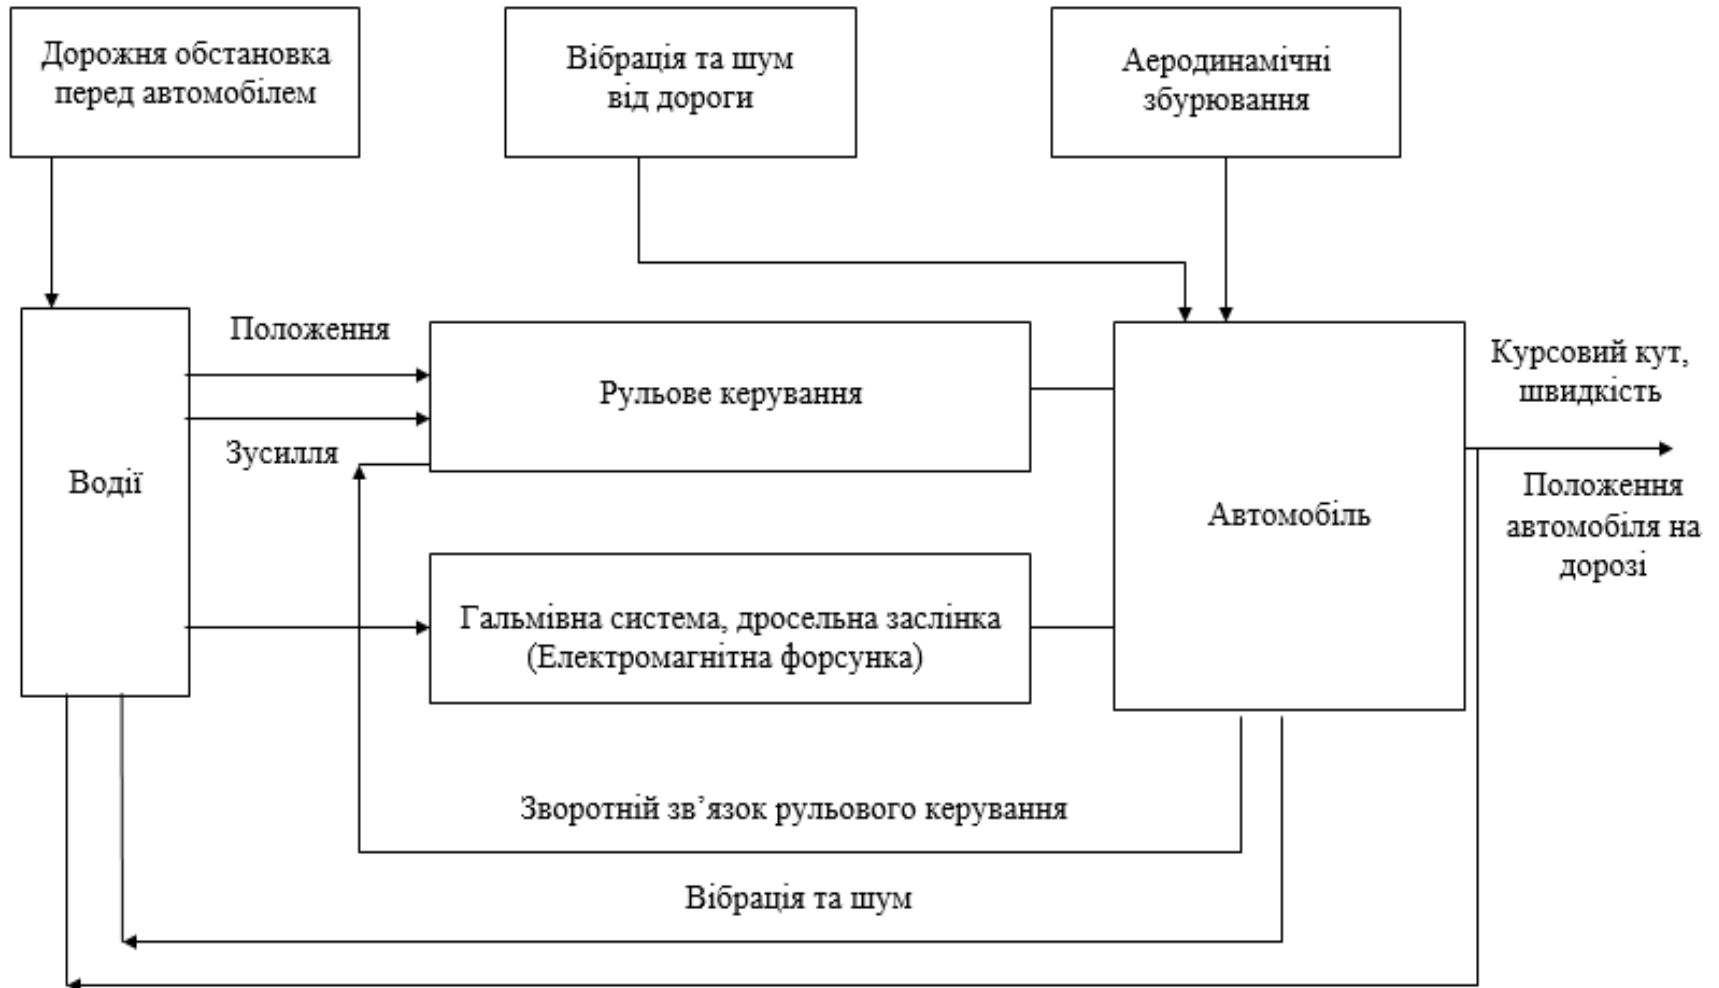 Дорожня обстановка
перед автомобілем
Вібрація та шум
від дороги
Аеродинамічні
збурювання
Положення
Зусилля
Водії
Рульове керування
Гальмівна система, дросельна заслінка
(Електромагнітна форсунка)
Автомобіль
Курсовий кут,
швидкість
Положення
автомобіля на
дорозі
Зворотній зв’язок рульового керування
Вібрація та шум